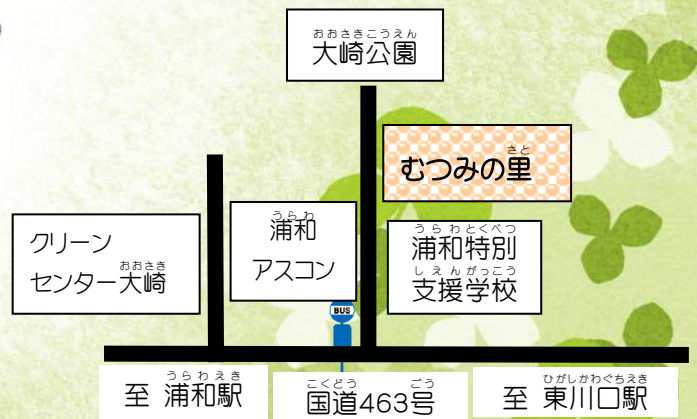 おおさきこうえん
大崎公園
さと
むつみの里
クリーン
おおさき
センター大崎
うらわ
浦和
アスコン
うらわとくべつ
浦和特別
しえんがっこう
支援学校
BUS
うらわえき
至 浦和駅
こくどう ごう
国道463号
ひがしかわぐちえき
至 東川口駅